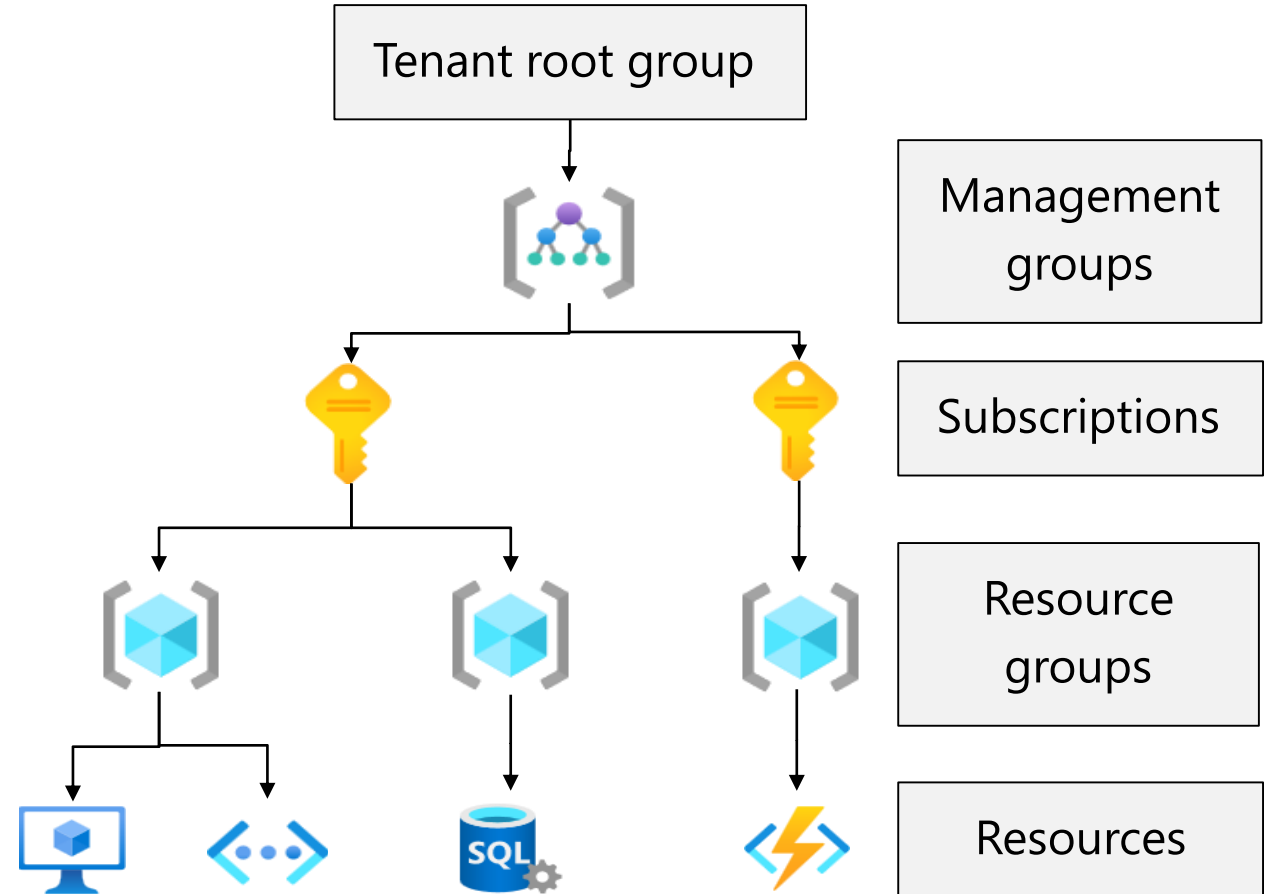 Tenant root group
Management
groups
Subscriptions
Resource
groups
SQL
Resources